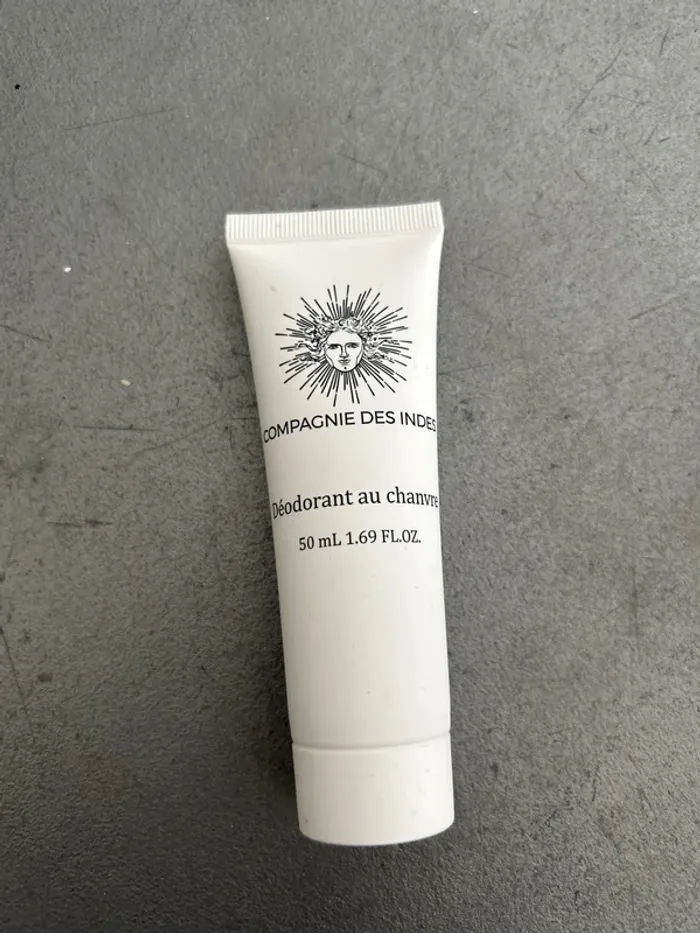 COMPAGNIE DES INDES
Déodorant au chanvre
50 mL 1.69 FL.OZ.